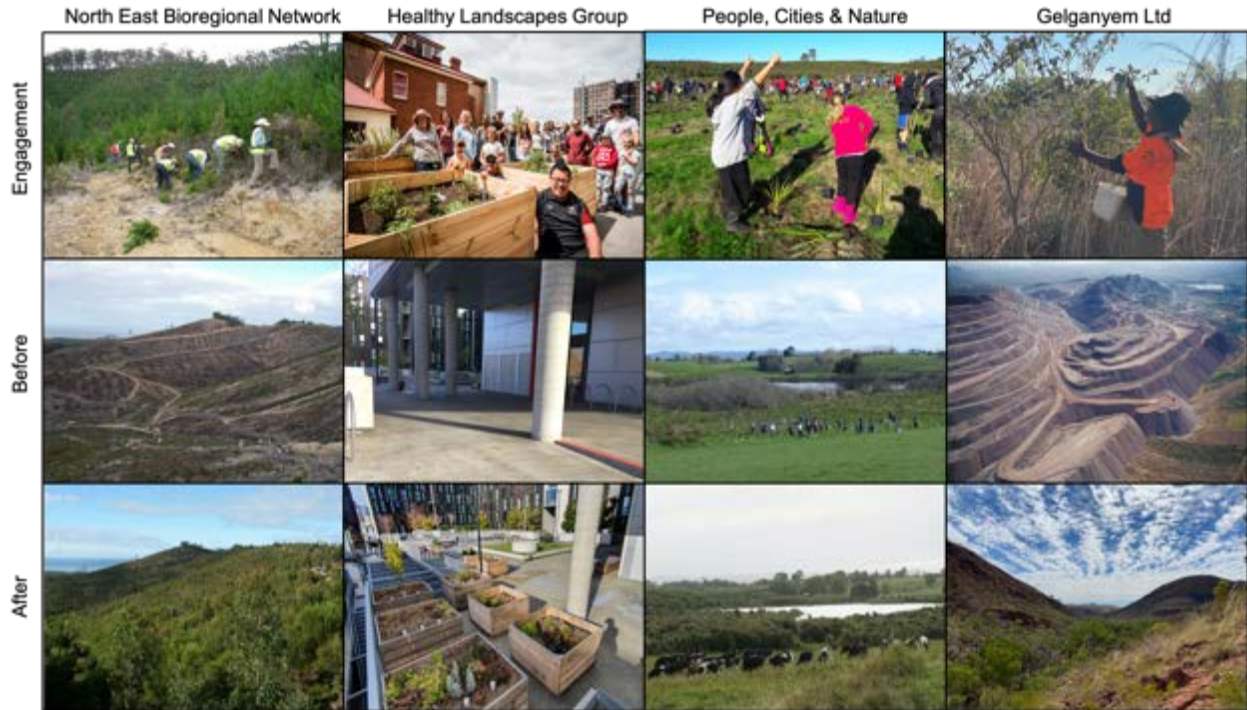 North East Bioregional Network
Healthy Landscapes Group
People, Cities & Nature
Gelganyem Ltd
Engagement
Before
After